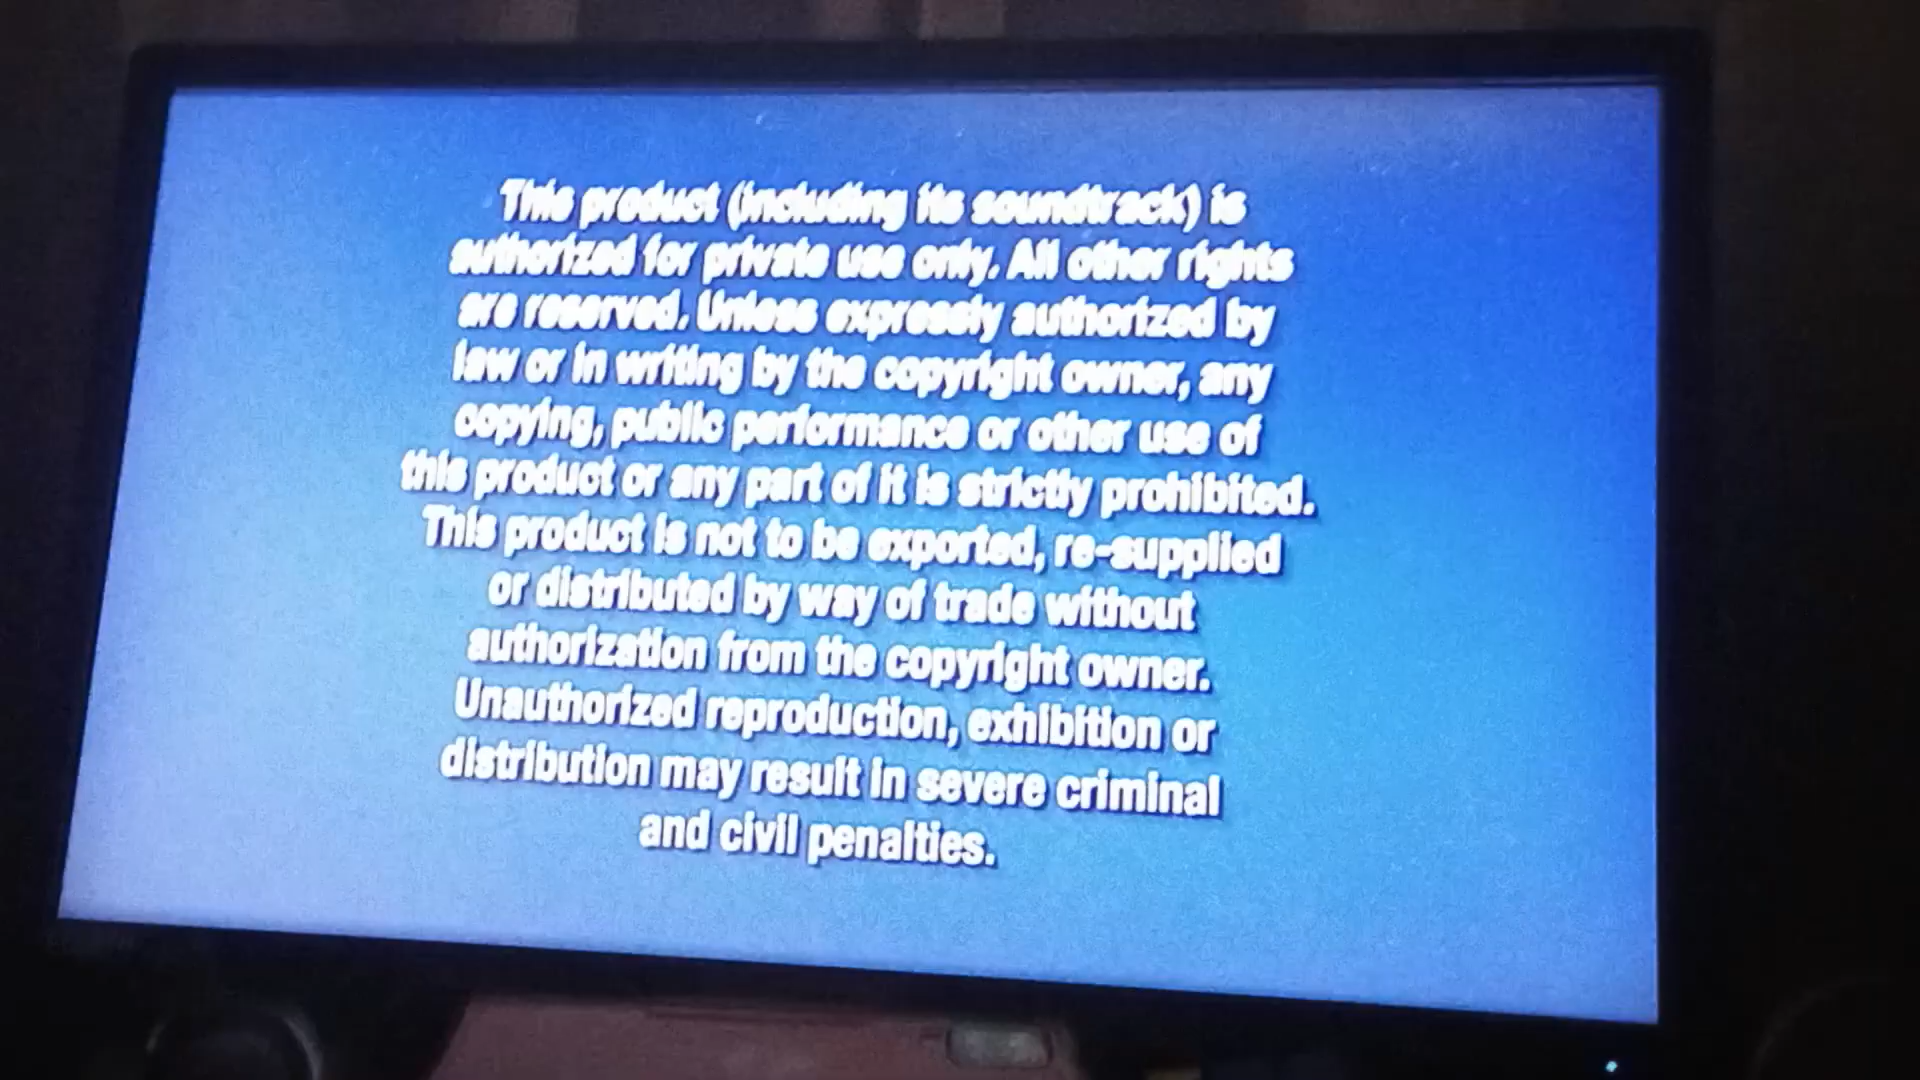 This product (including its soundtrack) is
authorized for private use only. All other rights
are reserved. Unless expressly authorized by
law or in writing by the copyright owner, any
copying, public performance or other use of
this product or any part of it is strictly prohibited.
This product is not to be exported, re-supplied
or distributed by way of trade without
authorization from the copyright owner.
Unauthorized reproduction, exhibition or
distribution may result in severe criminal
and civil penalties.